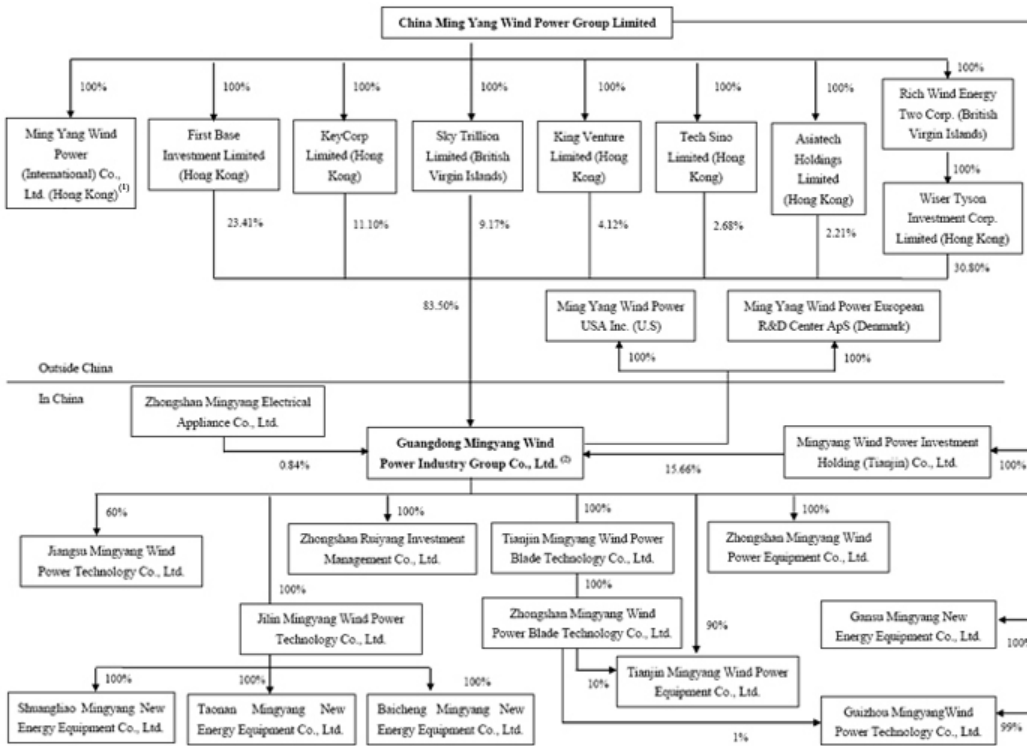 China Ming Yang Wind Power Group Limited
100%
100%
100%
100%
100%
100%
100%
100%
Ming Yang Wind
Power
(International) Co.,
Ltd. (Hong Kong)(1)
First Base
Investment Limited
(Hong Kong)
KeyCorp
Limited (Hong
Kong)
Sky Trillion
Limited (British
Virgin Islands)
King Venture
Limited (Hong
Kong)
Tech Sino
Limited (Hong
Kong)
Asiatech
Holdings
Limited
(Hong Kong)
Rich Wind Energy
Two Corp. (British
Virgin Islands)
100%
Wiser Tyson
Investment Corp.
Limited (Hong Kong)
23.41%
11.10%
9.17%
4.12%
2.68%
2.21%
30.80%
83.50%
Ming Yang Wind Power
USA Inc. (U.S)
Ming Yang Wind Power European
R&D Center ApS (Denmark)
100%
100%
Outside China
In China
Zhongshan Mingyang Electrical
Appliance Co., Ltd.
0.84%
Guangdong Mingyang Wind
Power Industry Group Co., Ltd. (2)
15.66%
Mingyang Wind Power Investment
Holding (Tianjin) Co., Ltd.
100%
60%
100%
100%
100%
Jiangsu Mingyang Wind
Power Technology Co., Ltd.
Zhongshan Ruiyang Investment
Management Co., Ltd.
Tianjin Mingyang Wind Power
Blade Technology Co., Ltd.
Zhongshan Mingyang Wind
Power Equipment Co., Ltd.
100%
100%
Jilin Mingyang Wind Power
Technology Co., Ltd.
Zhongshan Mingyang Wind
Power Blade Technology Co., Ltd.
90%
Gansu Mingyang New
Energy Equipment Co., Ltd.
100%
100%
100%
100%
10%
Tianjin Mingyang Wind Power
Equipment Co., Ltd.
Shuangliao Mingyang New
Energy Equipment Co., Ltd.
Taonan Mingyang New
Energy Equipment Co., Ltd.
Baicheng Mingyang New
Energy Equipment Co., Ltd.
1%
Guizhou MingyangWind
Power Technology Co., Ltd.
99%